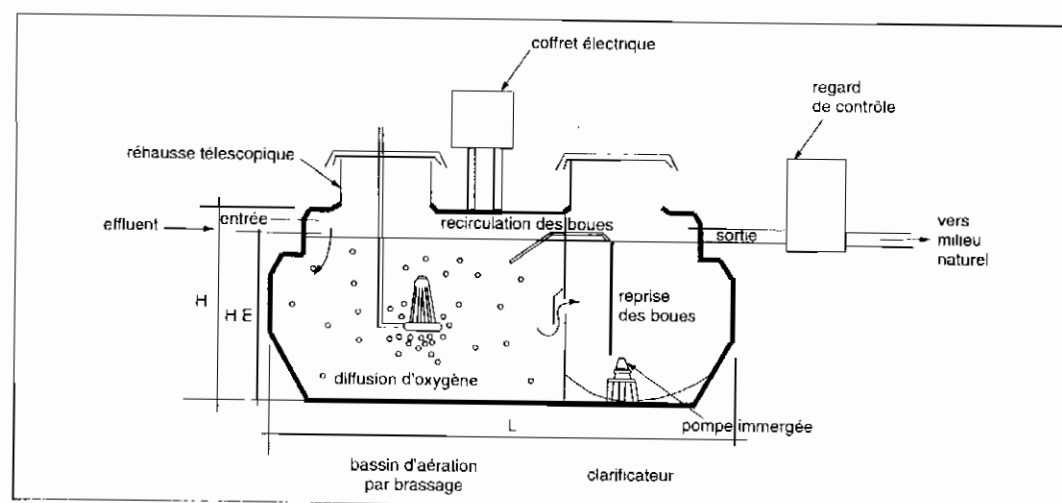 coffret électrique
regard
de contrôle
réhausse télescopique
effluent
entrée
recirculation des boues
sortie
vers
milieu
naturel
H
HE
reprise
des boues
diffusion d'oxygène
L
pompe immergée
bassin d'aération
par brassage
clarificateur